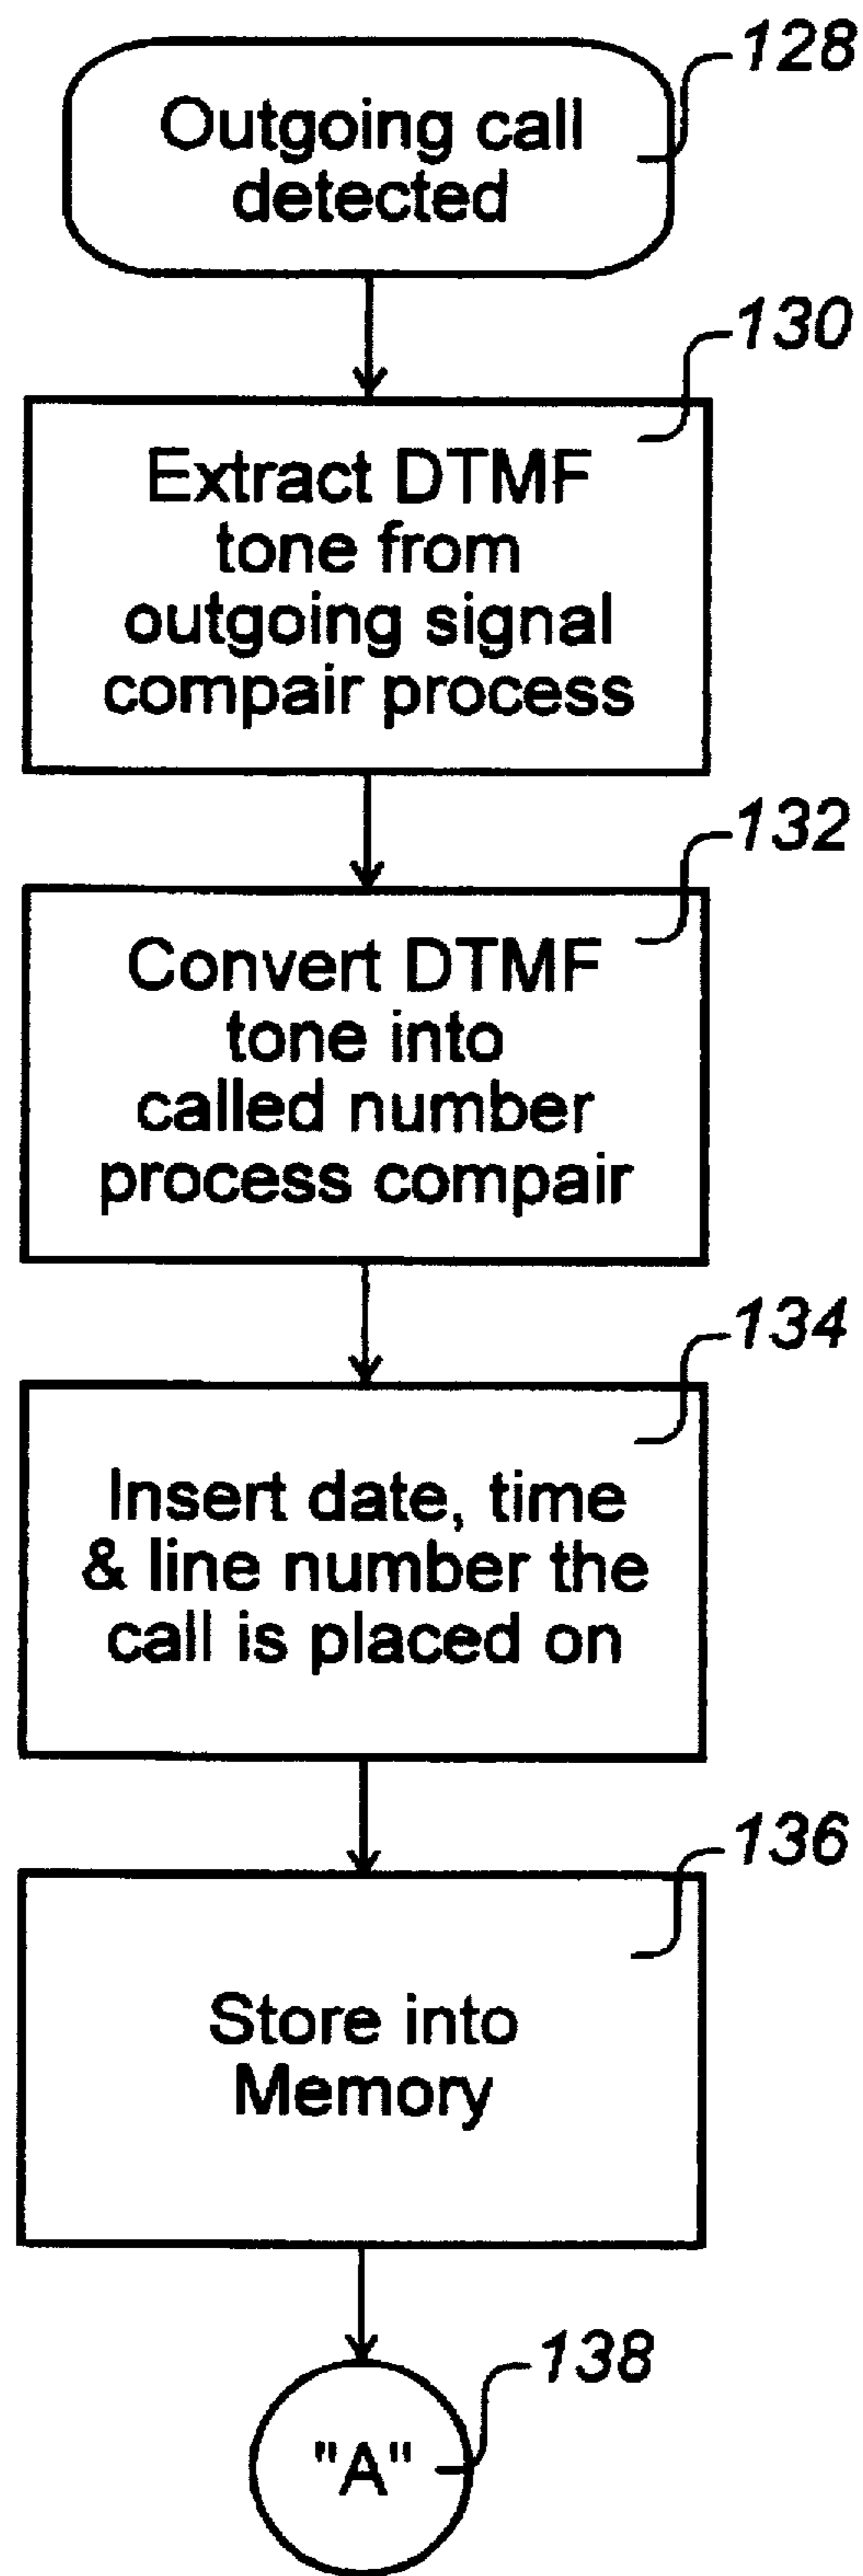 128
Outgoing call
detected
130
Extract DTMF
tone from
outgoing signal
compair process
132
Convert DTMF
tone into
called number
process compair
134
Insert date, time
& line number the
call is placed on
136
Store into
Memory
138
"A"